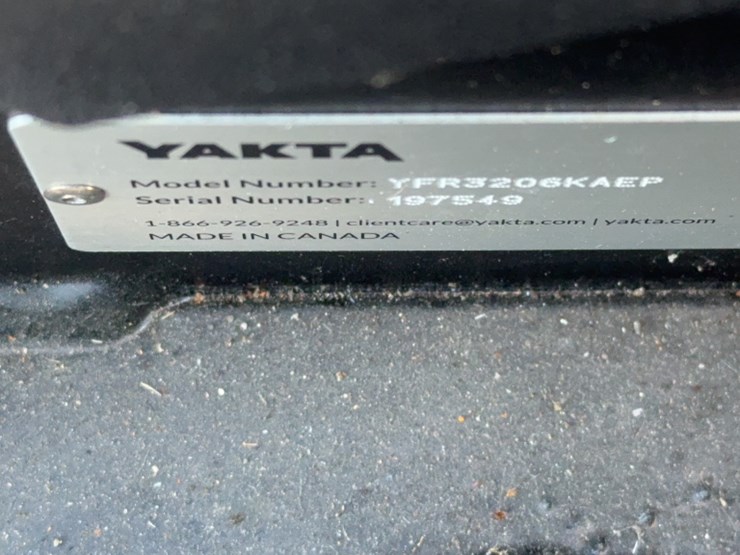 YAKTA
Model Number: YFR3206KAEP
Serial Number: 197549
1-866-926-9248 | clientcare@yakta.com | yakta.com
MADE IN CANADA